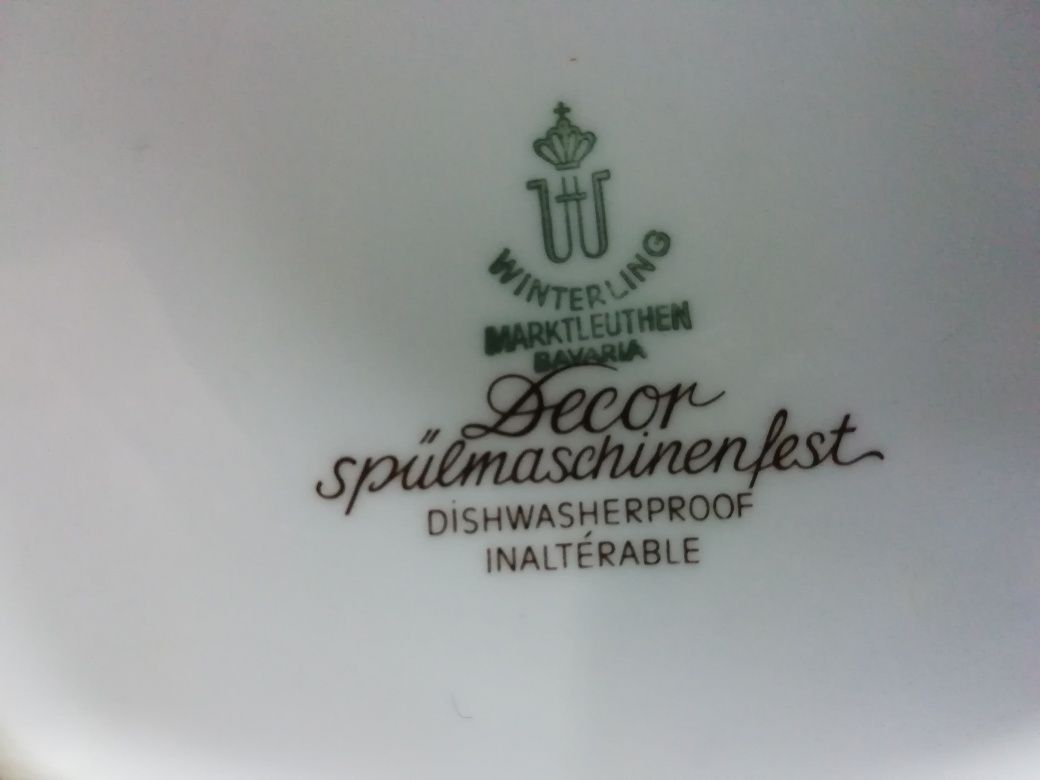 WINTERLING
MARKTLEUTHEN
BAVARIA
Decor
spülmaschinenfest
DISHWASHERPROOF
INALTÉRABLE